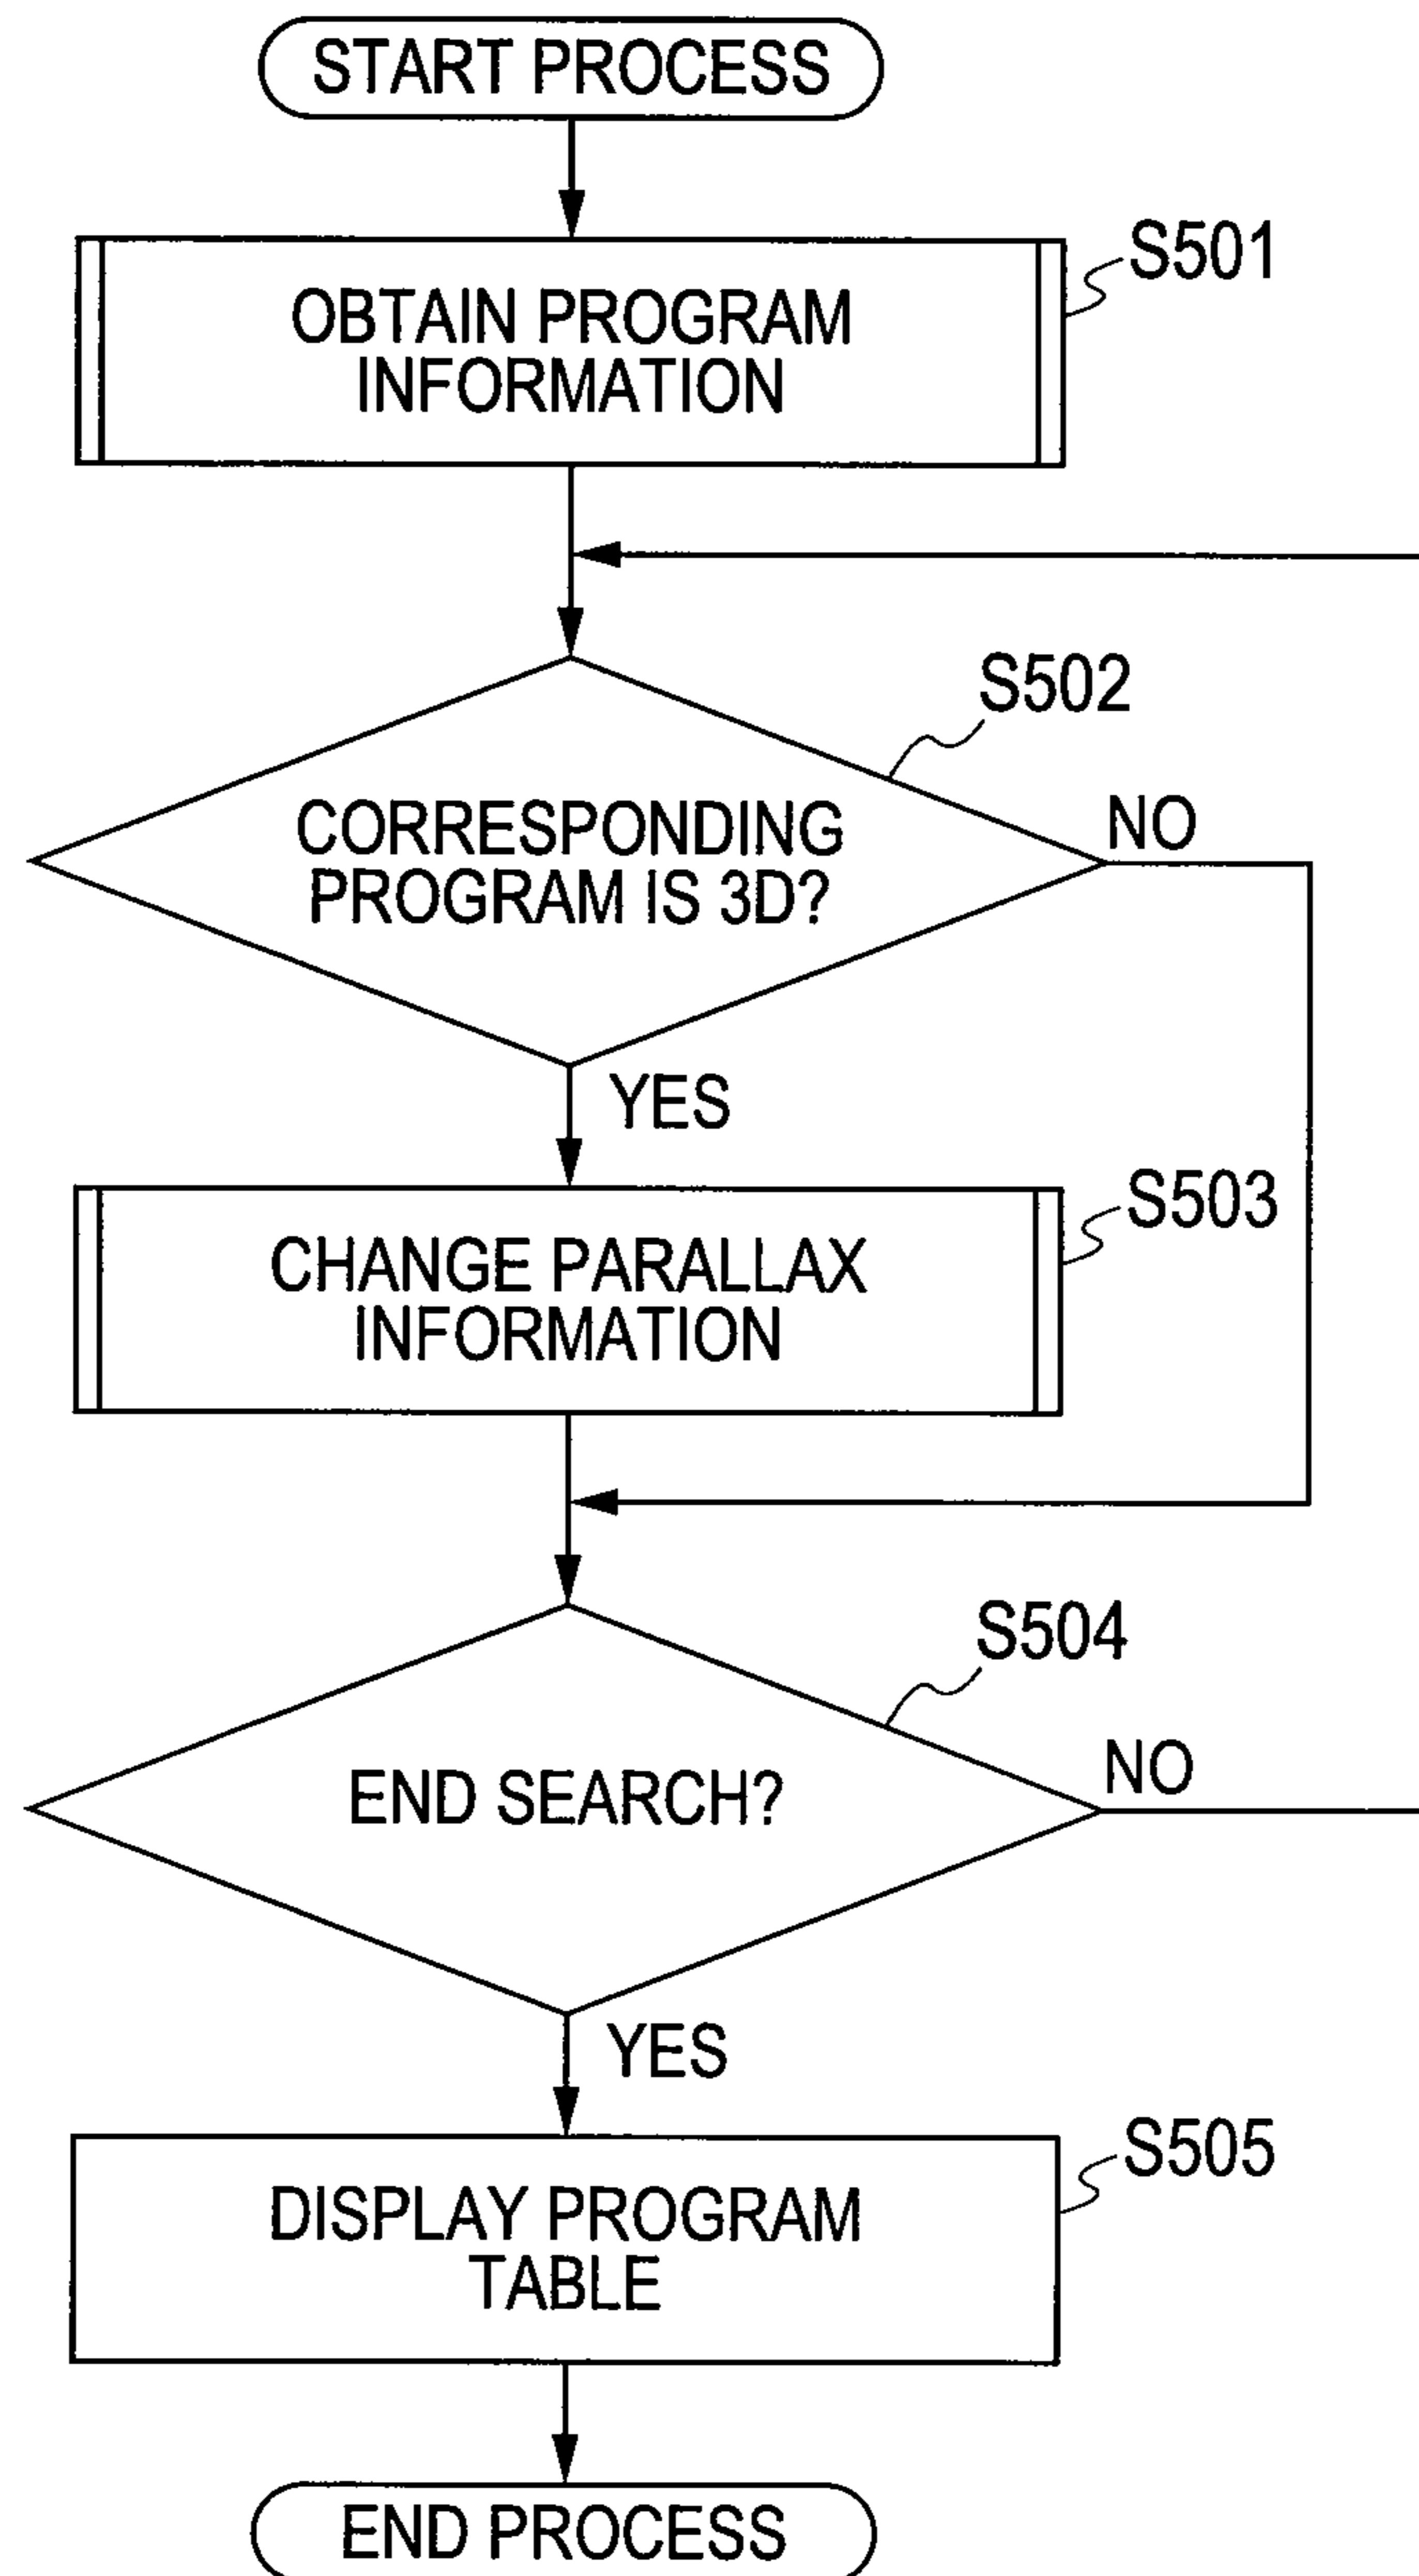 START PROCESS
OBTAIN PROGRAM
INFORMATION
S501
S502
CORRESPONDING
PROGRAM IS 3D?
NO
YES
S503
CHANGE PARALLAX
INFORMATION
S504
END SEARCH?
NO
YES
S505
DISPLAY PROGRAM
TABLE
END PROCESS